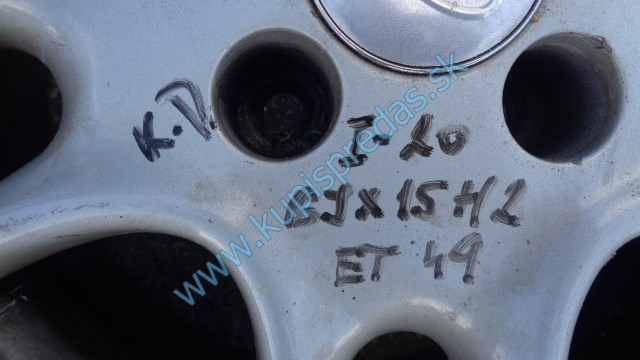 K.D
I 20
6Jx15H2
ET 49
www.kupispredas.sk